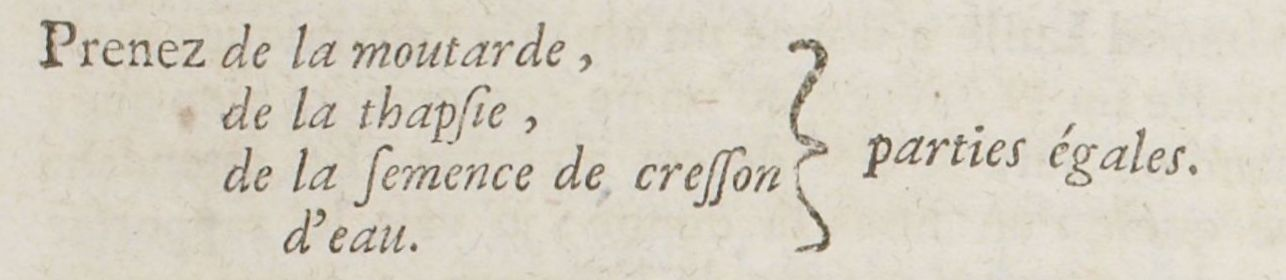 Prenez de la moutarde,
de la thapſie,
de la ſemence de creſſon
d'eau.
parties égales.